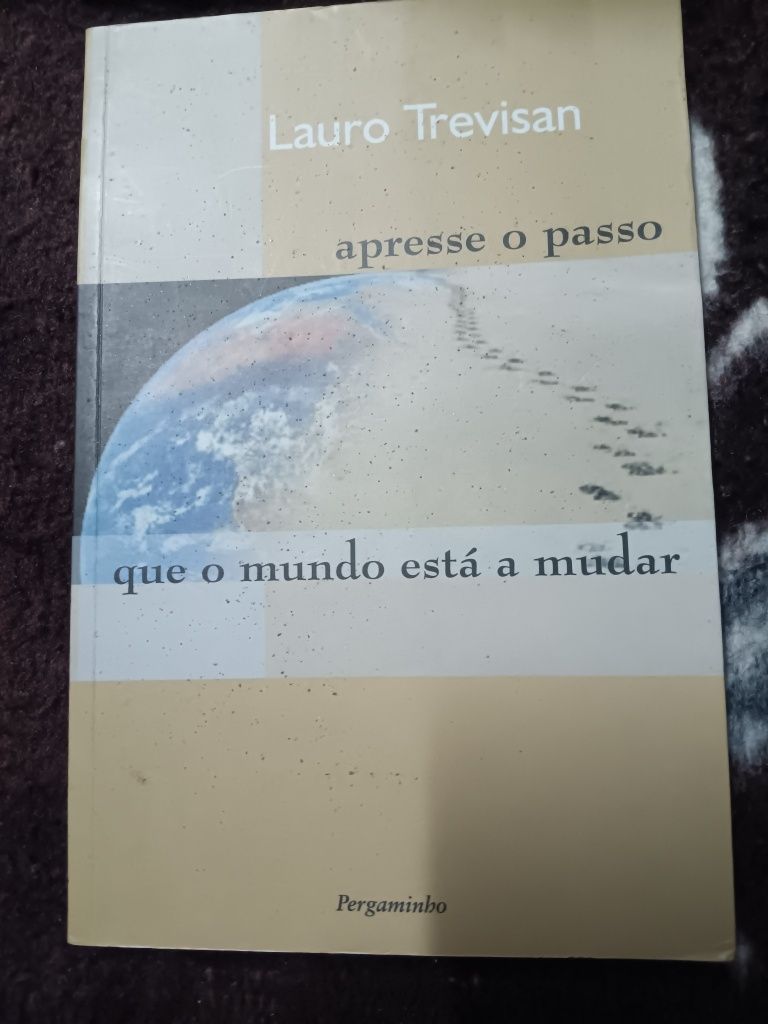 Lauro Trevisan
apresse o passo
que o mundo está a mudar
Pergaminho